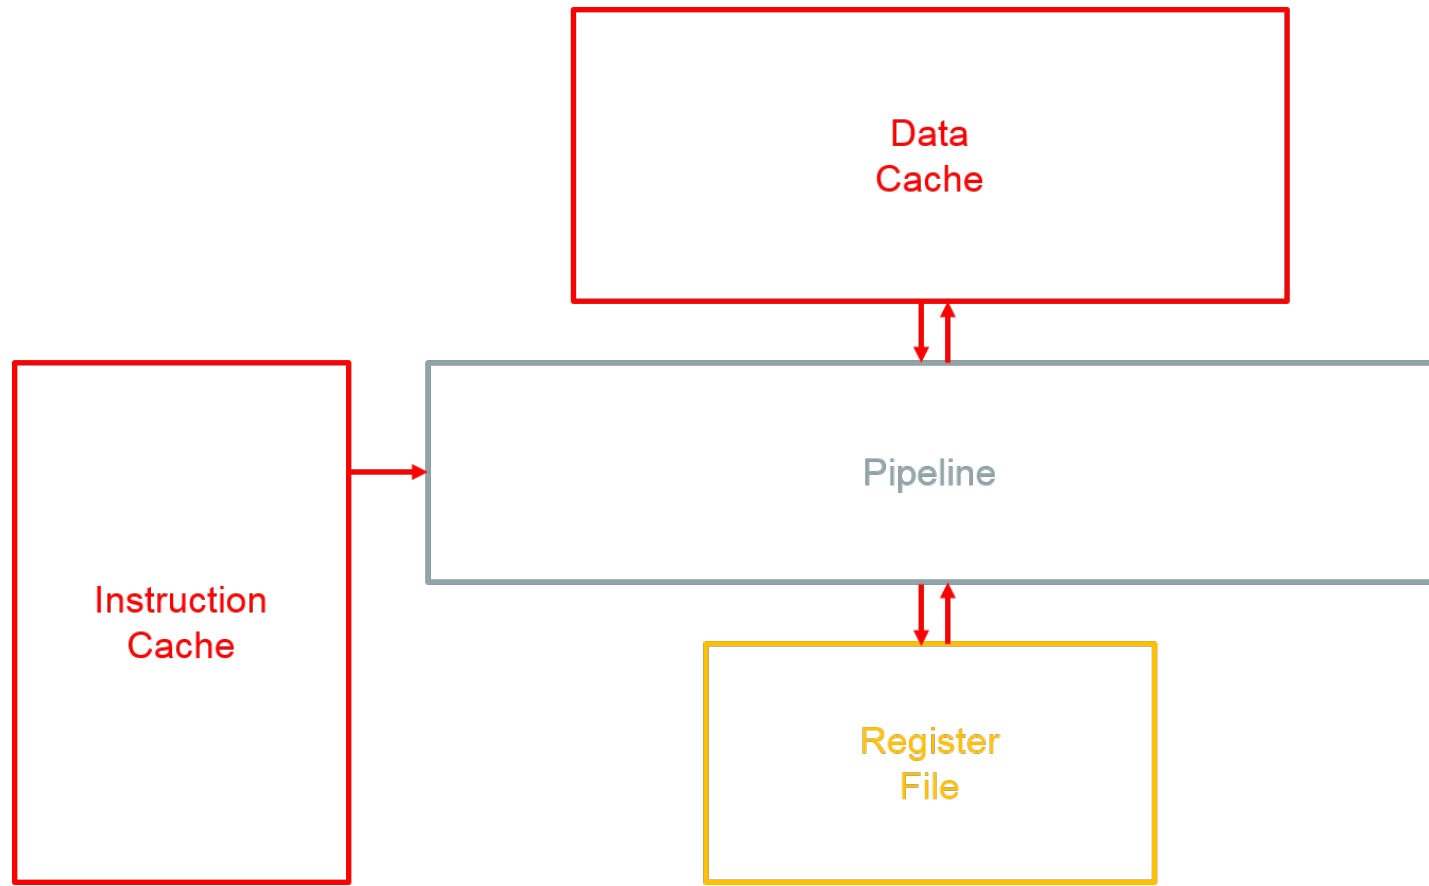 Data
Cache
Pipeline
Instruction
Cache
Register
File